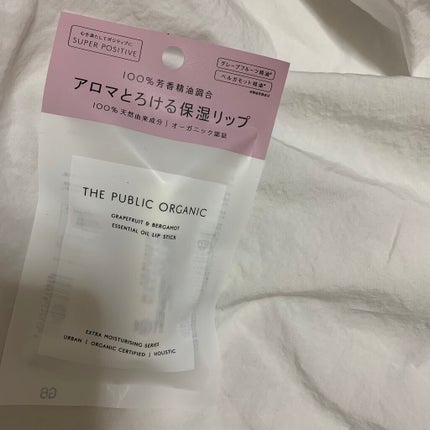 心を満たしてポジティブに
SUPER POSITIVE
グレープフルーツ精油*
ベルガモット精油*
100%芳香精油調合
アロマとろける保湿リップ
100%天然由来成分 | オーガニック認証
THE PUBLIC ORGANIC
GRAPEFRUIT & BERGAMOT
ESSENTIAL OIL LIP STICK
EXTRA MOISTURISING SERIES
URBAN | ORGANIC CERTIFIED | HOLISTIC